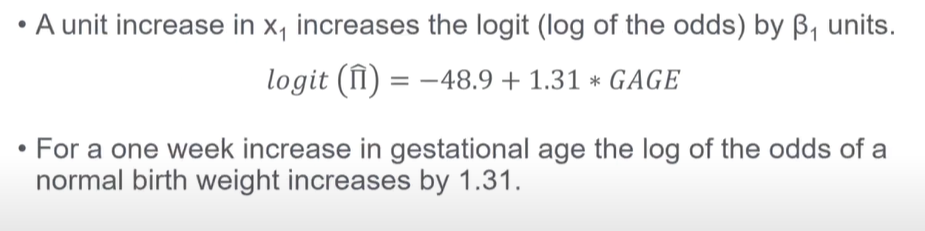 • A unit increase in x₁ increases the logit (log of the odds) by β₁ units.
logit (Π̂) = −48.9 + 1.31 * GAGE
• For a one week increase in gestational age the log of the odds of a
normal birth weight increases by 1.31.